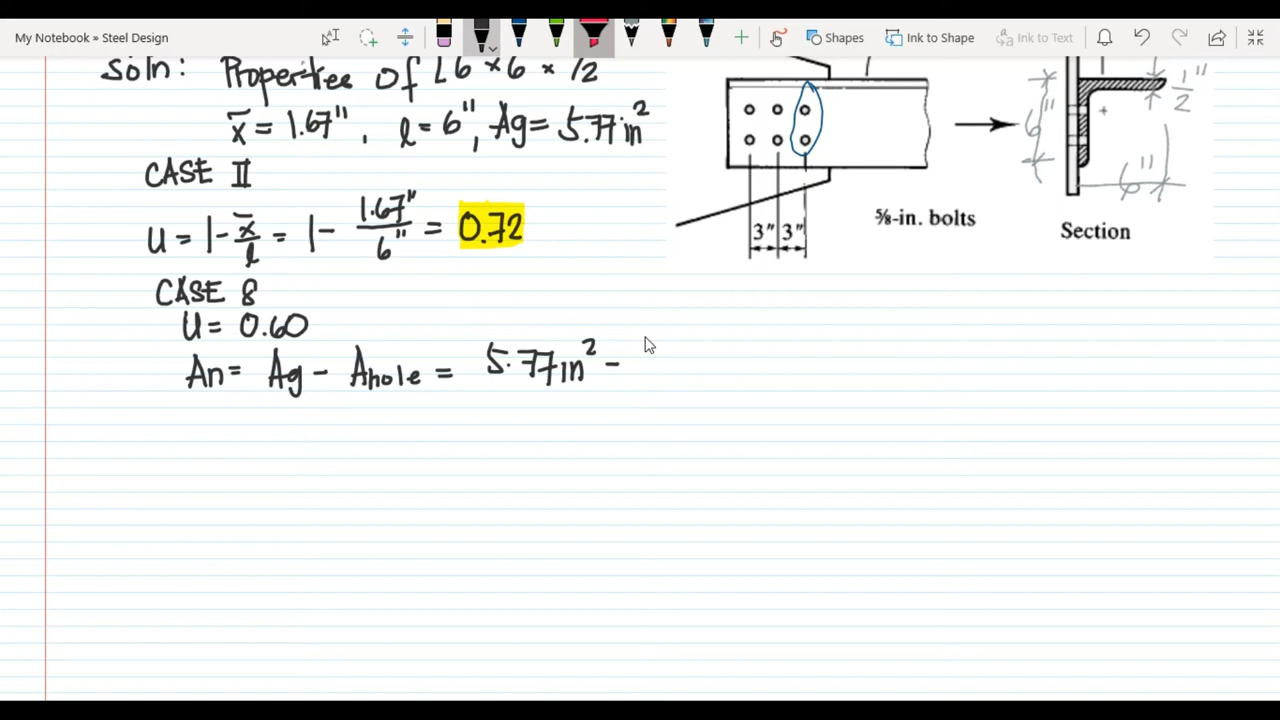 My Notebook » Steel Design
Shapes
Ink to Shape
Ink to Text
Soln: Properties of L6 × 6 × 1/2
x̄ = 1.67", l = 6", Ag = 5.77 in²
CASE II
U = 1 - x̄/l = 1 - 1.67"/6" = 0.72
CASE 8
U = 0.60
An = Ag - Ahole = 5.77in² -
3" 3"
⅝-in. bolts
6"
1/2"
6"
Section